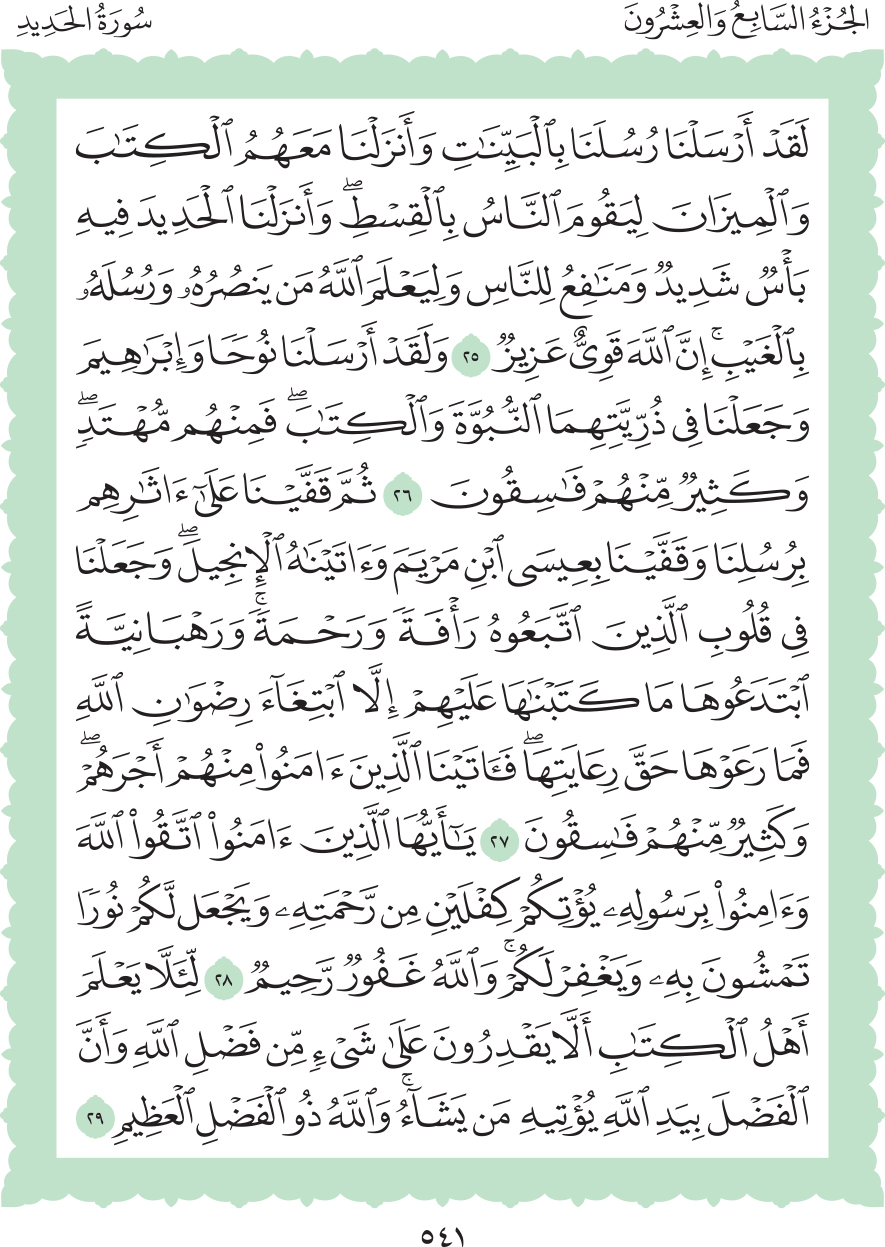 الجُزْءُ السَّابِعُ وَالعِشْرُونَ
سُورَةُ الحَدِيدِ
لَقَدْ أَرْسَلْنَا رُسُلَنَا بِٱلْبَيِّنَٰتِ وَأَنزَلْنَا مَعَهُمُ ٱلْكِتَٰبَ
وَٱلْمِيزَانَ لِيَقُومَ ٱلنَّاسُ بِٱلْقِسْطِۖ وَأَنزَلْنَا ٱلْحَدِيدَ فِيهِ
بَأْسٌ شَدِيدٌ وَمَنَٰفِعُ لِلنَّاسِ وَلِيَعْلَمَ ٱللَّهُ مَن يَنصُرُهُۥ وَرُسُلَهُۥ
بِٱلْغَيْبِۚ إِنَّ ٱللَّهَ قَوِىٌّ عَزِيزٌ ٢٥ وَلَقَدْ أَرْسَلْنَا نُوحًا وَإِبْرَٰهِيمَ
وَجَعَلْنَا فِى ذُرِّيَّتِهِمَا ٱلنُّبُوَّةَ وَٱلْكِتَٰبَۖ فَمِنْهُم مُّهْتَدٍۖ
وَكَثِيرٌ مِّنْهُمْ فَٰسِقُونَ ٢٦ ثُمَّ قَفَّيْنَا عَلَىٰٓ ءَاثَٰرِهِم
بِرُسُلِنَا وَقَفَّيْنَا بِعِيسَى ٱبْنِ مَرْيَمَ وَءَاتَيْنَٰهُ ٱلْإِنجِيلَۖ وَجَعَلْنَا
فِى قُلُوبِ ٱلَّذِينَ ٱتَّبَعُوهُ رَأْفَةً وَرَحْمَةًۚ وَرَهْبَانِيَّةً
ٱبْتَدَعُوهَا مَا كَتَبْنَٰهَا عَلَيْهِمْ إِلَّا ٱبْتِغَآءَ رِضْوَٰنِ ٱللَّهِ
فَمَا رَعَوْهَا حَقَّ رِعَايَتِهَاۖ فَـَٔاتَيْنَا ٱلَّذِينَ ءَامَنُوا۟ مِنْهُمْ أَجْرَهُمْۖ
وَكَثِيرٌ مِّنْهُمْ فَٰسِقُونَ ٢٧ يَٰٓأَيُّهَا ٱلَّذِينَ ءَامَنُوا۟ ٱتَّقُوا۟ ٱللَّهَ
وَءَامِنُوا۟ بِرَسُولِهِۦ يُؤْتِكُمْ كِفْلَيْنِ مِن رَّحْمَتِهِۦ وَيَجْعَل لَّكُمْ نُورًا
تَمْشُونَ بِهِۦ وَيَغْفِرْ لَكُمْۚ وَٱللَّهُ غَفُورٌ رَّحِيمٌ ٢٨ لِّئَلَّا يَعْلَمَ
أَهْلُ ٱلْكِتَٰبِ أَلَّا يَقْدِرُونَ عَلَىٰ شَىْءٍ مِّن فَضْلِ ٱللَّهِ وَأَنَّ
ٱلْفَضْلَ بِيَدِ ٱللَّهِ يُؤْتِيهِ مَن يَشَآءُۚ وَٱللَّهُ ذُو ٱلْفَضْلِ ٱلْعَظِيمِ ٢٩
٥٤١